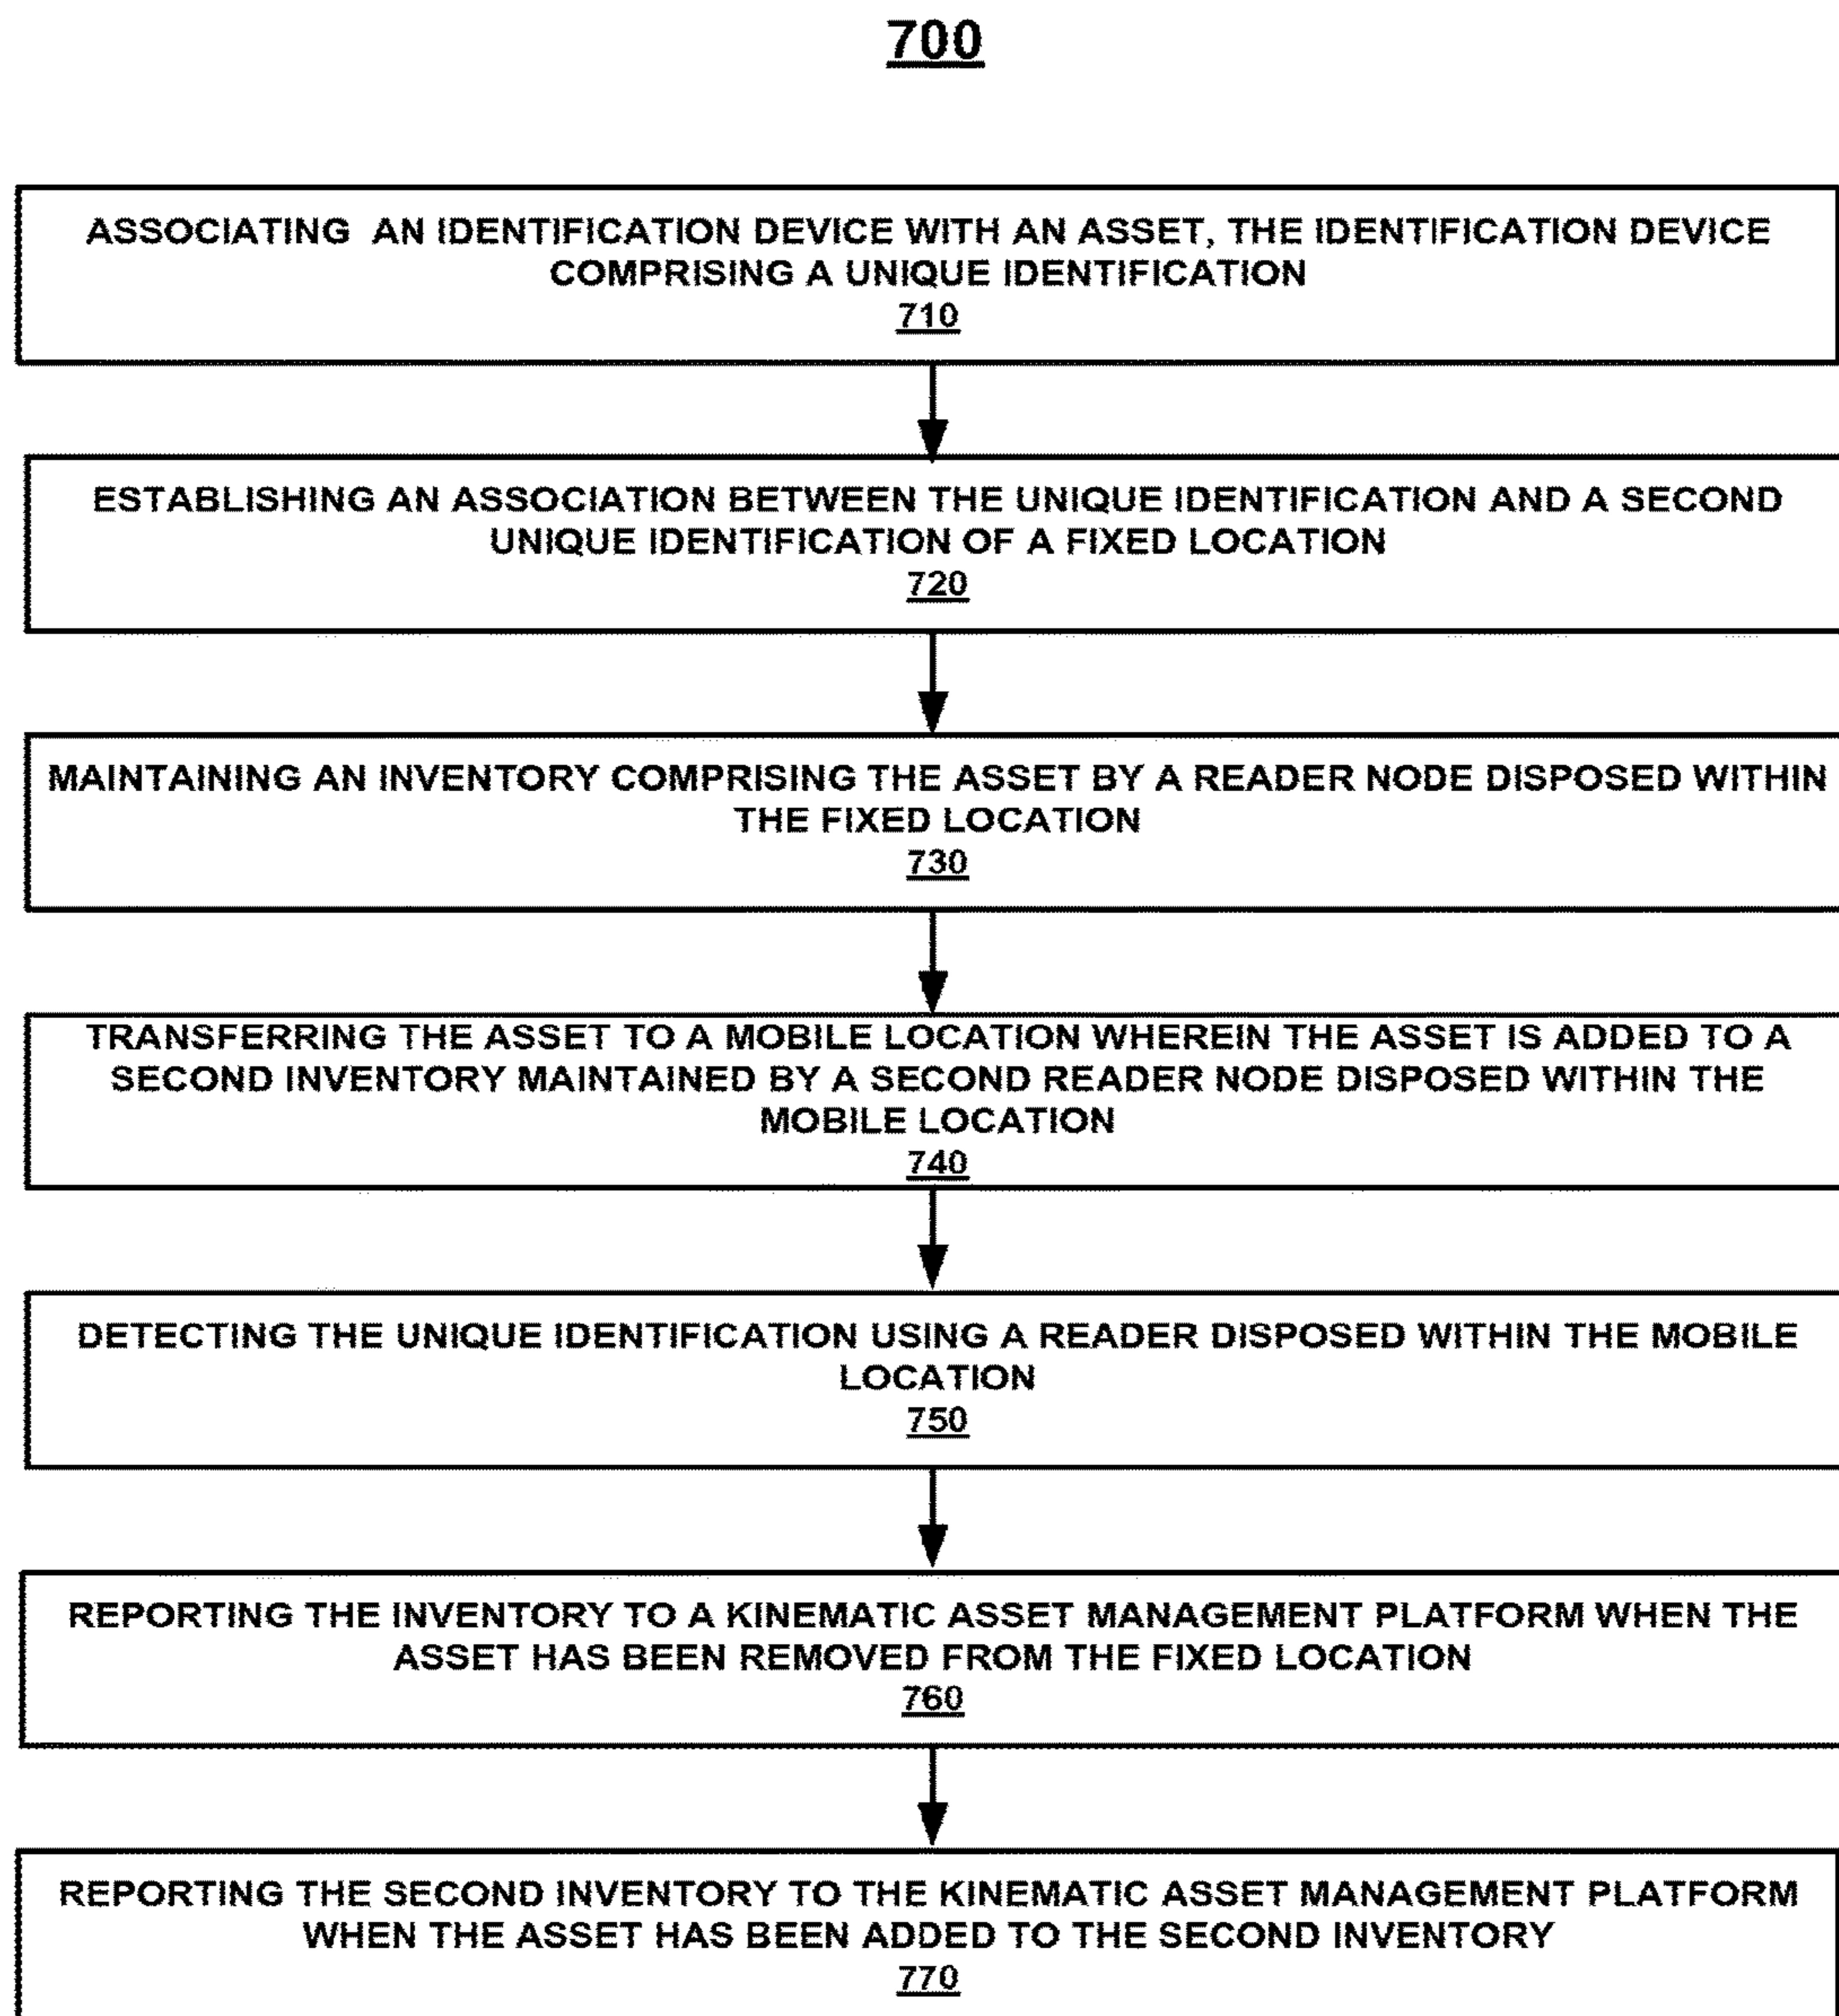 700
ASSOCIATING AN IDENTIFICATION DEVICE WITH AN ASSET, THE IDENTIFICATION DEVICE
COMPRISING A UNIQUE IDENTIFICATION
710
ESTABLISHING AN ASSOCIATION BETWEEN THE UNIQUE IDENTIFICATION AND A SECOND
UNIQUE IDENTIFICATION OF A FIXED LOCATION
720
MAINTAINING AN INVENTORY COMPRISING THE ASSET BY A READER NODE DISPOSED WITHIN
THE FIXED LOCATION
730
TRANSFERRING THE ASSET TO A MOBILE LOCATION WHEREIN THE ASSET IS ADDED TO A
SECOND INVENTORY MAINTAINED BY A SECOND READER NODE DISPOSED WITHIN THE
MOBILE LOCATION
740
DETECTING THE UNIQUE IDENTIFICATION USING A READER DISPOSED WITHIN THE MOBILE
LOCATION
750
REPORTING THE INVENTORY TO A KINEMATIC ASSET MANAGEMENT PLATFORM WHEN THE
ASSET HAS BEEN REMOVED FROM THE FIXED LOCATION
760
REPORTING THE SECOND INVENTORY TO THE KINEMATIC ASSET MANAGEMENT PLATFORM
WHEN THE ASSET HAS BEEN ADDED TO THE SECOND INVENTORY
770